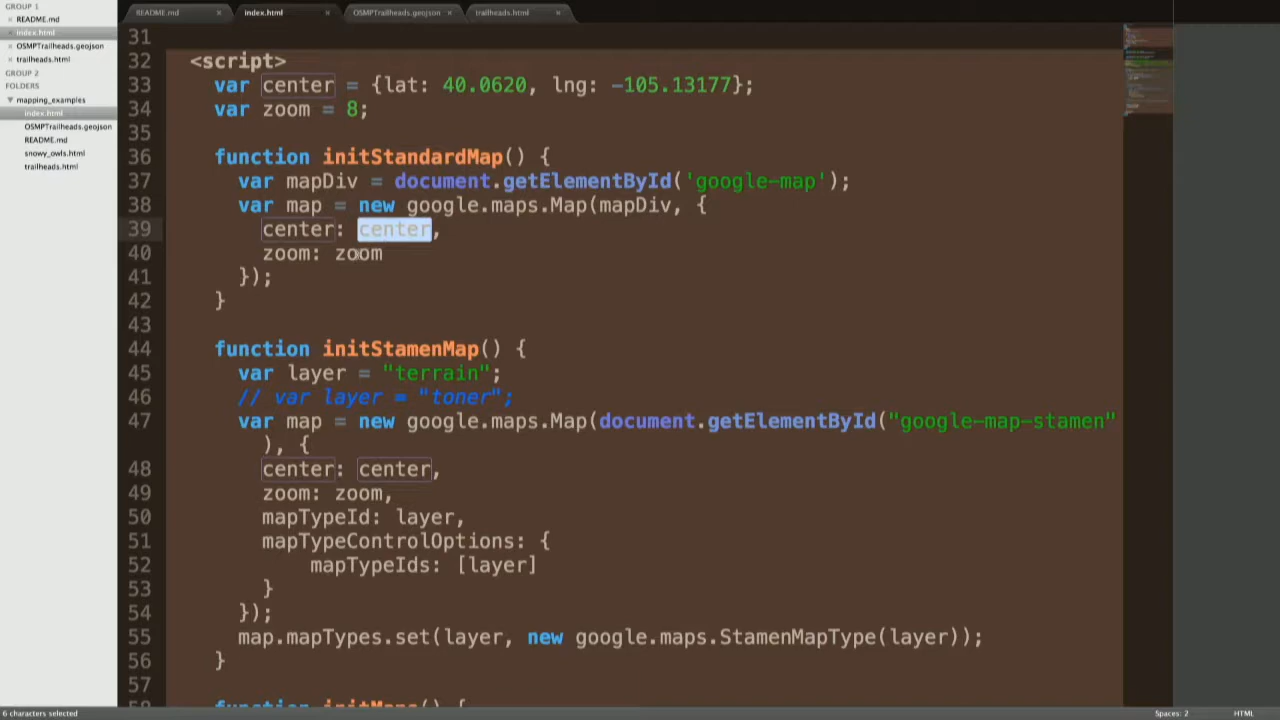 GROUP 1
README.md
index.html
OSMPTrailheads.geojson
trailheads.html
GROUP 2
FOLDERS
mapping_examples
index.html
OSMPTrailheads.geojson
README.md
snowy_owls.html
trailheads.html
README.md × index.html × OSMPTrailheads.geojson × trailheads.html ×
31
32 <script>
33 var center = {lat: 40.0620, lng: -105.13177};
34 var zoom = 8;
35
36 function initStandardMap() {
37 var mapDiv = document.getElementById('google-map');
38 var map = new google.maps.Map(mapDiv, {
39 center: center,
40 zoom: zoom
41 });
42 }
43
44 function initStamenMap() {
45 var layer = "terrain";
46 // var layer = "toner";
47 var map = new google.maps.Map(document.getElementById("google-map-stamen"
), {
48 center: center,
49 zoom: zoom,
50 mapTypeId: layer,
51 mapTypeControlOptions: {
52 mapTypeIds: [layer]
53 }
54 });
55 map.mapTypes.set(layer, new google.maps.StamenMapType(layer));
56 }
57
6 characters selected
Spaces: 2 HTML